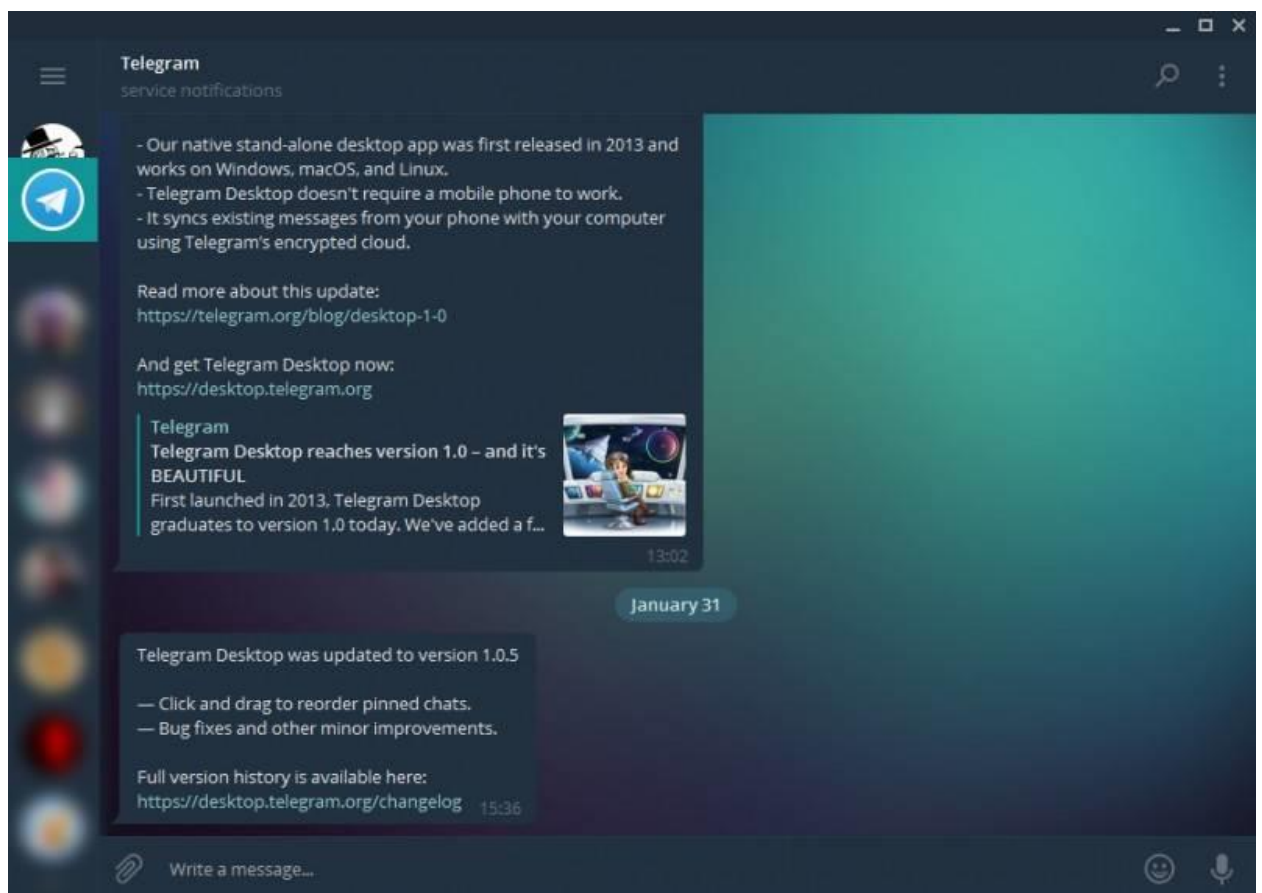 Telegram
service notifications
- Our native stand-alone desktop app was first released in 2013 and
works on Windows, macOS, and Linux.
- Telegram Desktop doesn't require a mobile phone to work.
- It syncs existing messages from your phone with your computer
using Telegram's encrypted cloud.
Read more about this update:
https://telegram.org/blog/desktop-1-0
And get Telegram Desktop now:
https://desktop.telegram.org
Telegram
Telegram Desktop reaches version 1.0 – and it's
BEAUTIFUL
First launched in 2013, Telegram Desktop
graduates to version 1.0 today. We've added a f...
13:02
January 31
Telegram Desktop was updated to version 1.0.5
— Click and drag to reorder pinned chats.
— Bug fixes and other minor improvements.
Full version history is available here:
https://desktop.telegram.org/changelog 15:36
Write a message...